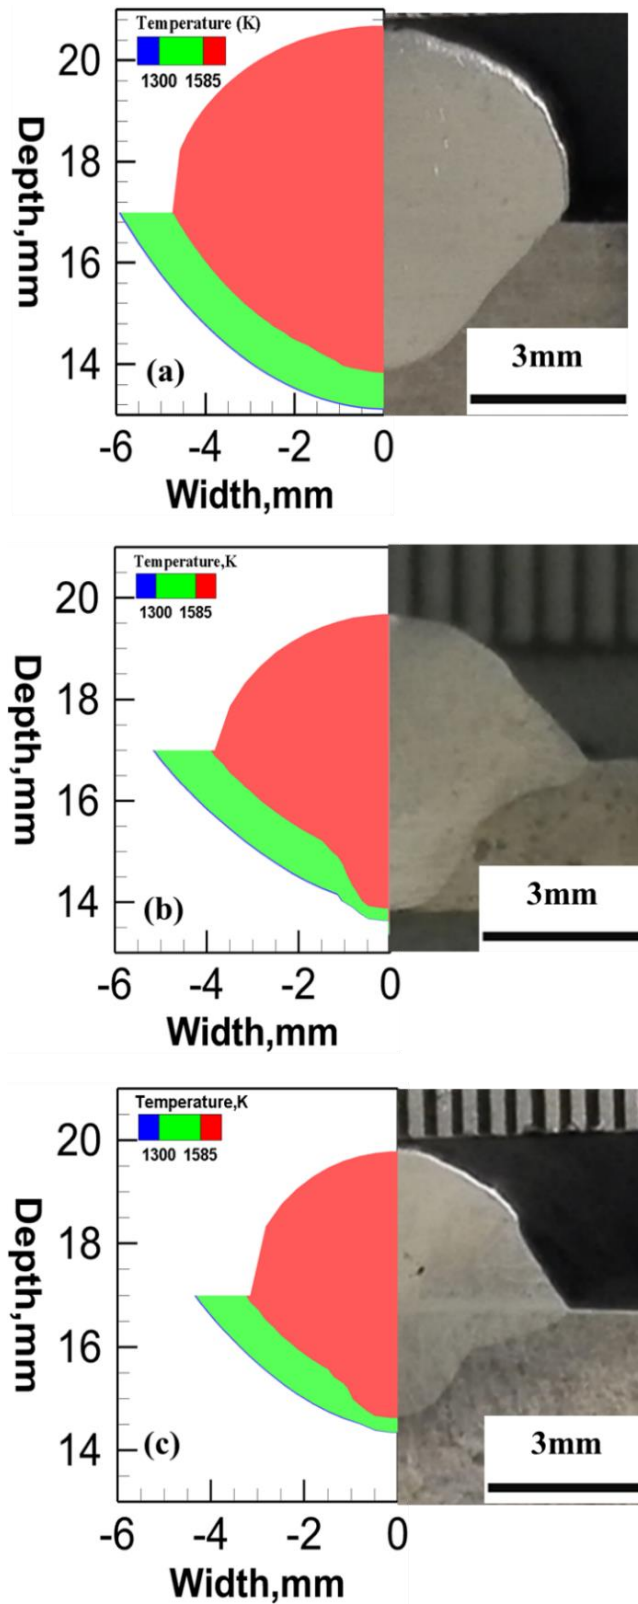 Temperature (K)
1300 1585
20
18
16
14
Depth,mm
(a)
3mm
-6 -4 -2 0
Width,mm
Temperature,K
1300 1585
20
18
16
14
Depth,mm
(b)
3mm
-6 -4 -2 0
Width,mm
Temperature,K
1300 1585
20
18
16
14
Depth,mm
(c)
3mm
-6 -4 -2 0
Width,mm